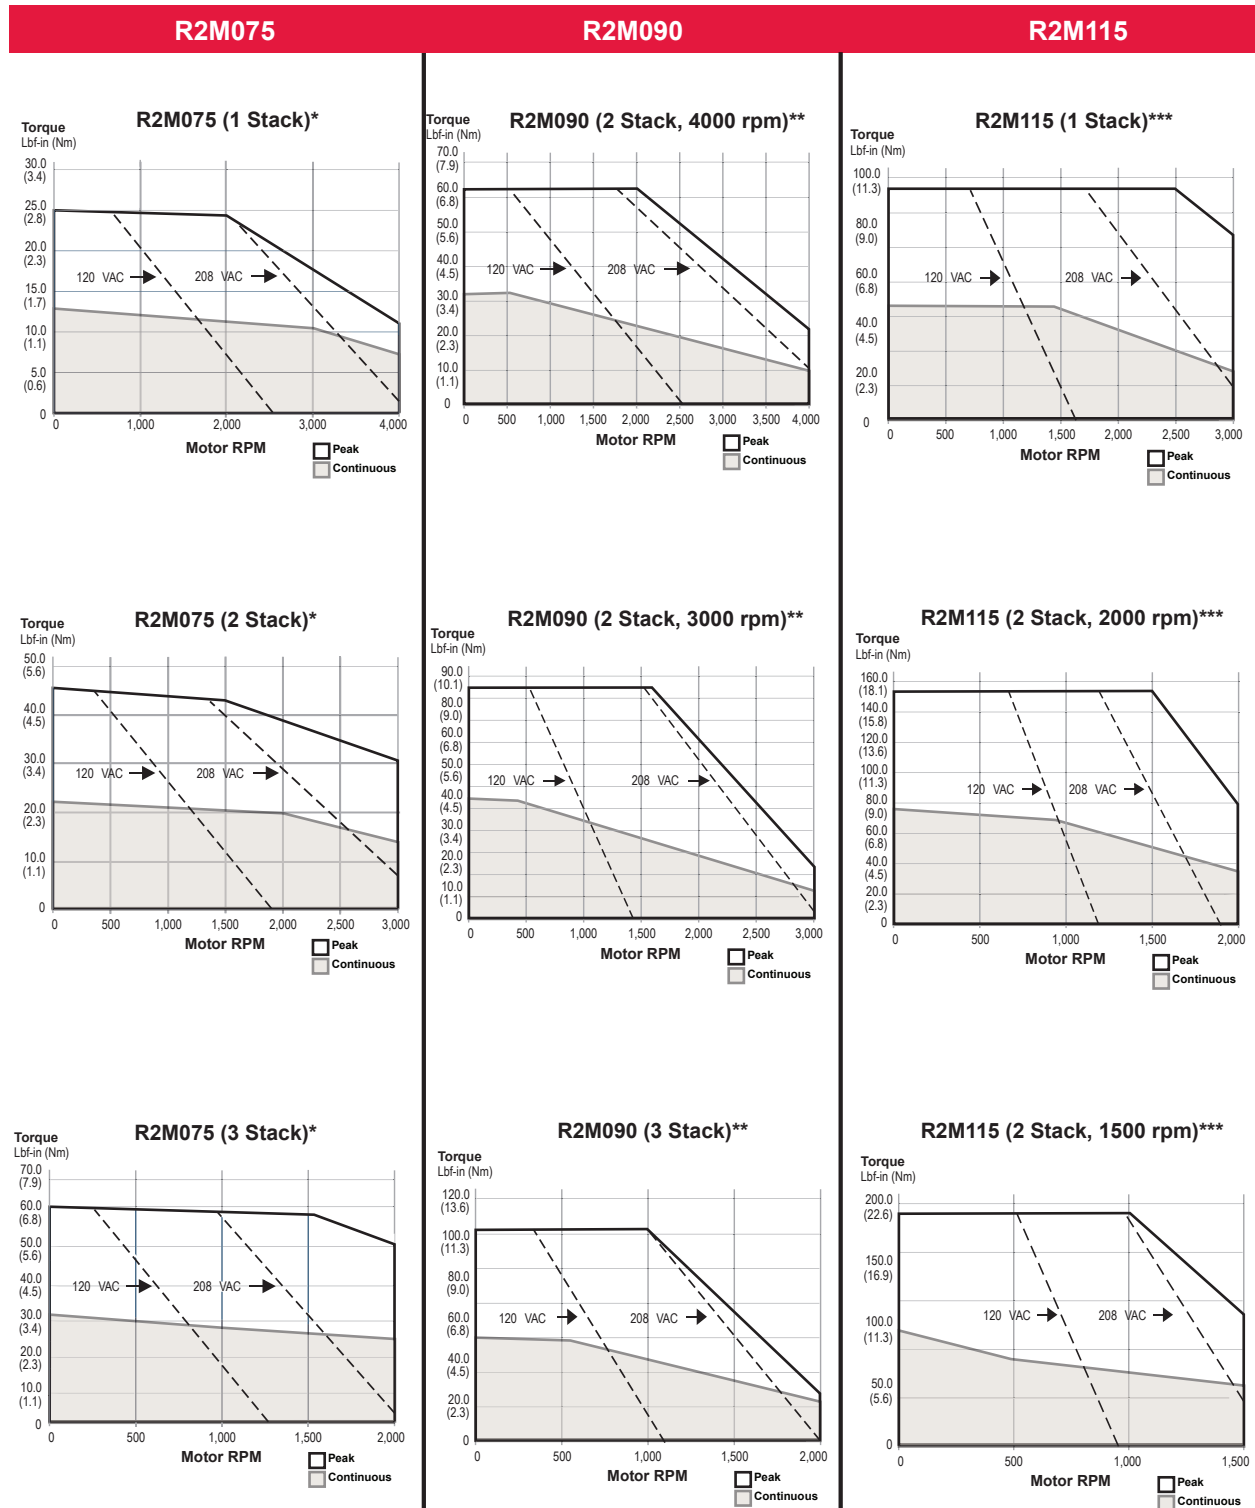 R2M075
R2M090
R2M115
R2M075 (1 Stack)*
Torque
Lbf-in (Nm)
30.0
(3.4)
25.0
(2.8)
20.0
(2.3)
15.0
(1.7)
10.0
(1.1)
5.0
(0.6)
0
120 VAC
208 VAC
0 1,000 2,000 3,000 4,000
Motor RPM
Peak
Continuous
R2M090 (2 Stack, 4000 rpm)**
Torque
Lbf-in (Nm)
70.0
(7.9)
60.0
(6.8)
50.0
(5.6)
40.0
(4.5)
30.0
(3.4)
20.0
(2.3)
10.0
(1.1)
0
120 VAC
208 VAC
0 500 1,000 1,500 2,000 2,500 3,000 3,500 4,000
Motor RPM
Peak
Continuous
R2M115 (1 Stack)***
Torque
Lbf-in (Nm)
100.0
(11.3)
80.0
(9.0)
60.0
(6.8)
40.0
(4.5)
20.0
(2.3)
0
120 VAC
208 VAC
0 500 1,000 1,500 2,000 2,500 3,000
Motor RPM
Peak
Continuous
R2M075 (2 Stack)*
Torque
Lbf-in (Nm)
50.0
(5.6)
40.0
(4.5)
30.0
(3.4)
20.0
(2.3)
10.0
(1.1)
0
120 VAC
208 VAC
0 500 1,000 1,500 2,000 2,500 3,000
Motor RPM
Peak
Continuous
R2M090 (2 Stack, 3000 rpm)**
Torque
Lbf-in (Nm)
90.0
(10.1)
80.0
(9.0)
60.0
(6.8)
50.0
(5.6)
40.0
(4.5)
30.0
(3.4)
20.0
(2.3)
10.0
(1.1)
0
120 VAC
208 VAC
0 500 1,000 1,500 2,000 2,500 3,000
Motor RPM
Peak
Continuous
R2M115 (2 Stack, 2000 rpm)***
Torque
Lbf-in (Nm)
160.0
(18.1)
140.0
(15.8)
120.0
(13.6)
100.0
(11.3)
80.0
(9.0)
60.0
(6.8)
40.0
(4.5)
20.0
(2.3)
0
120 VAC
208 VAC
0 500 1,000 1,500 2,000
Motor RPM
Peak
Continuous
R2M075 (3 Stack)*
Torque
Lbf-in (Nm)
70.0
(7.9)
60.0
(6.8)
50.0
(5.6)
40.0
(4.5)
30.0
(3.4)
20.0
(2.3)
10.0
(1.1)
0
120 VAC
208 VAC
0 500 1,000 1,500 2,000
Motor RPM
Peak
Continuous
R2M090 (3 Stack)**
Torque
Lbf-in (Nm)
120.0
(13.6)
100.0
(11.3)
80.0
(9.0)
60.0
(6.8)
40.0
(4.5)
20.0
(2.3)
0
120 VAC
208 VAC
0 500 1,000 1,500 2,000
Motor RPM
Peak
Continuous
R2M115 (2 Stack, 1500 rpm)***
Torque
Lbf-in (Nm)
200.0
(22.6)
150.0
(16.9)
100.0
(11.3)
50.0
(5.6)
0
120 VAC
208 VAC
0 500 1,000 1,500
Motor RPM
Peak
Continuous